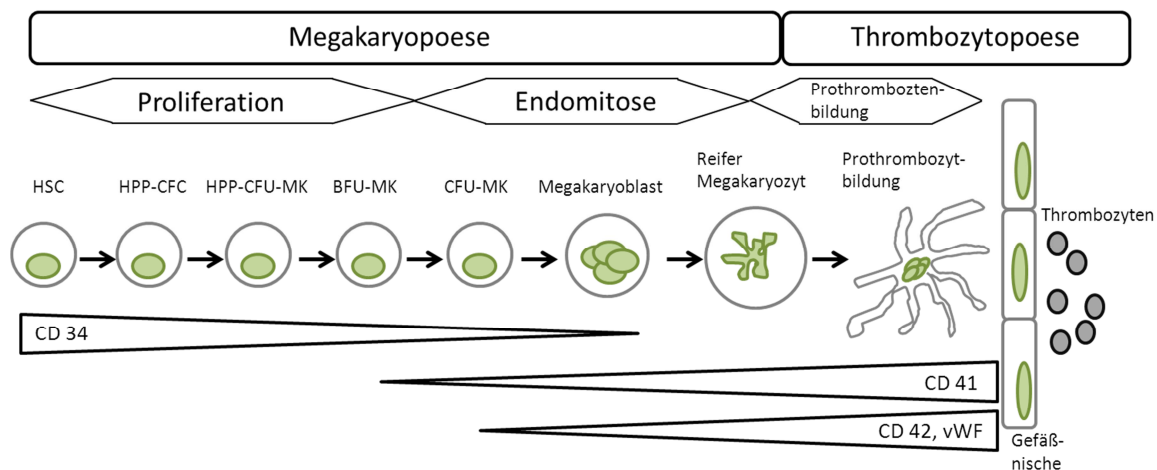 Megakaryopoese
Thrombozytopoese
Proliferation
Endomitose
Prothrombozten-
bildung
HSC
HPP-CFC
HPP-CFU-MK
BFU-MK
CFU-MK
Megakaryoblast
Reifer
Megakaryozyt
Prothrombozyt-
bildung
Thrombozyten
CD 34
CD 41
CD 42, vWF
Gefäß-
nische